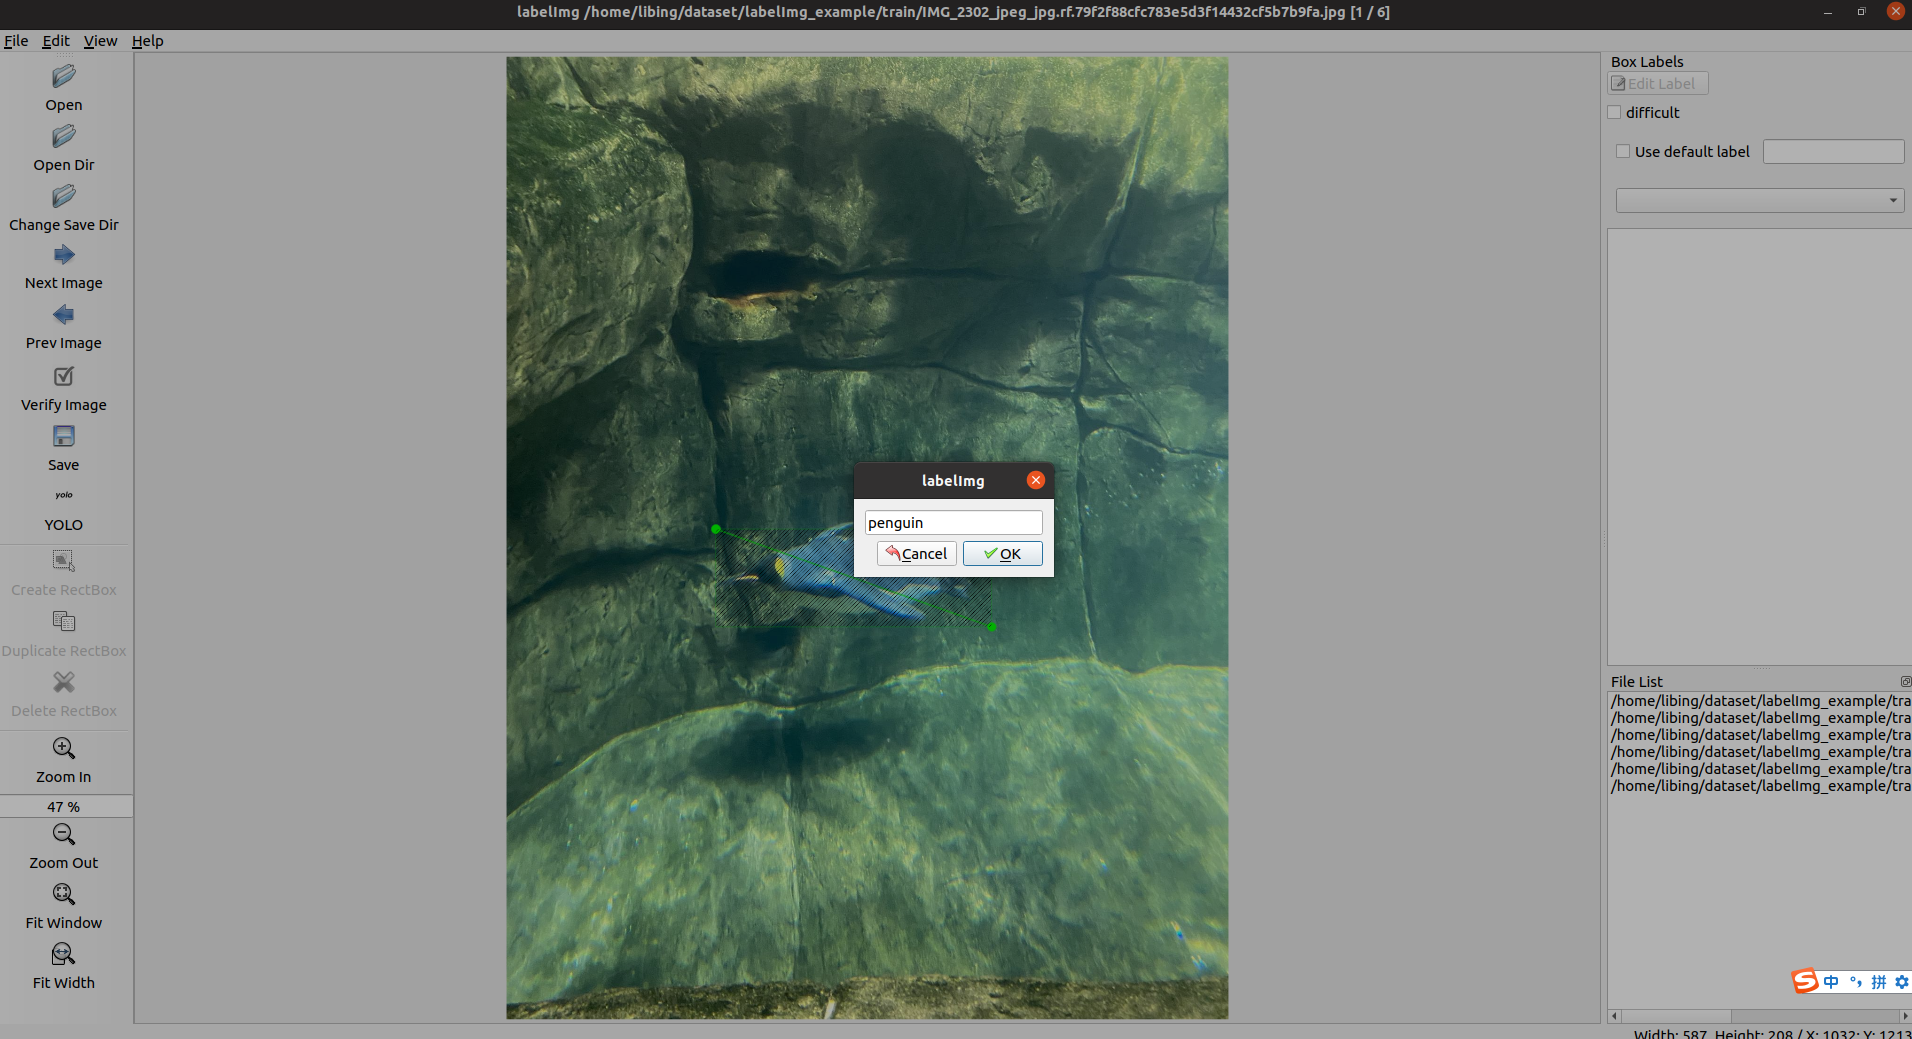 labelImg /home/libing/dataset/labelImg_example/train/IMG_2302_jpeg_jpg.rf.79f2f88cfc783e5d3f14432cf5b7b9fa.jpg [1 / 6]
File Edit View Help
Open
Open Dir
Change Save Dir
Next Image
Prev Image
Verify Image
Save
yolo
YOLO
Create RectBox
Duplicate RectBox
Delete RectBox
Zoom In
47 %
Zoom Out
Fit Window
Fit Width
labelImg
penguin
Cancel OK
Box Labels
Edit Label
difficult
Use default label
File List
/home/libing/dataset/labelImg_example/tra
/home/libing/dataset/labelImg_example/tra
/home/libing/dataset/labelImg_example/tra
/home/libing/dataset/labelImg_example/tra
/home/libing/dataset/labelImg_example/tra
/home/libing/dataset/labelImg_example/tra
S 中 °, 拼
Width: 587, Height: 208 / X: 1032; Y: 1213